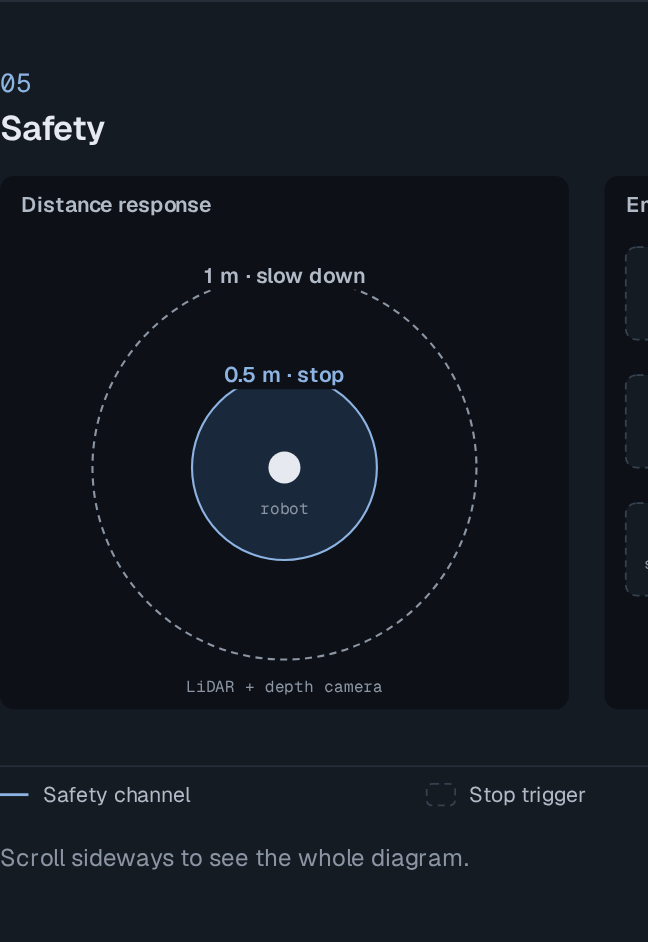 05
Safety
Distance response
1 m · slow down
0.5 m · stop
robot
LiDAR + depth camera
Safety channel
Stop trigger
Scroll sideways to see the whole diagram.